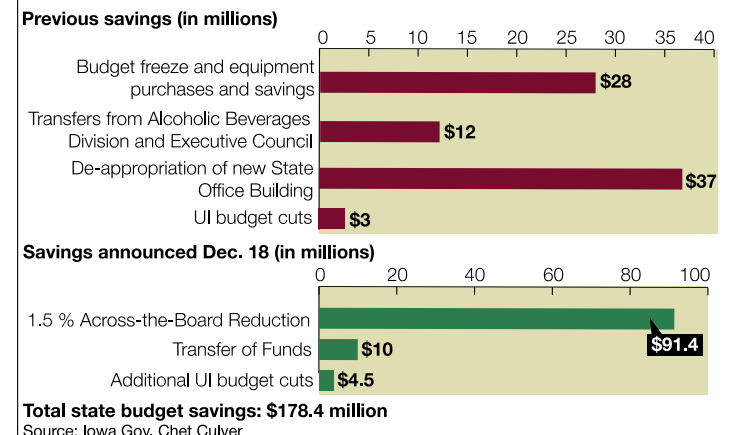 Previous savings (in millions)
0 5 10 15 20 25 30 35 40
Budget freeze and equipment
purchases and savings
$28
Transfers from Alcoholic Beverages
Division and Executive Council
$12
De-appropriation of new State
Office Building
$37
UI budget cuts
$3
Savings announced Dec. 18 (in millions)
0 20 40 60 80 100
1.5 % Across-the-Board Reduction
$91.4
Transfer of Funds
$10
Additional UI budget cuts
$4.5
Total state budget savings: $178.4 million
Source: Iowa Gov. Chet Culver